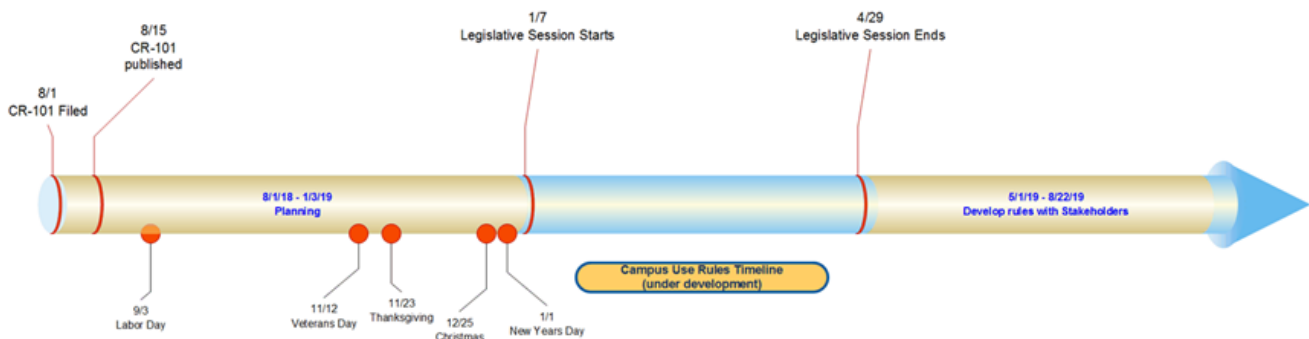 1/7
Legislative Session Starts
4/29
Legislative Session Ends
8/15
CR-101
published
8/1
CR-101 Filed
8/1/18 - 1/3/19
Planning
5/1/19 - 8/22/19
Develop rules with Stakeholders
Campus Use Rules Timeline
(under development)
9/3
Labor Day
11/12
Veterans Day
11/23
Thanksgiving
12/25
Christmas
1/1
New Years Day